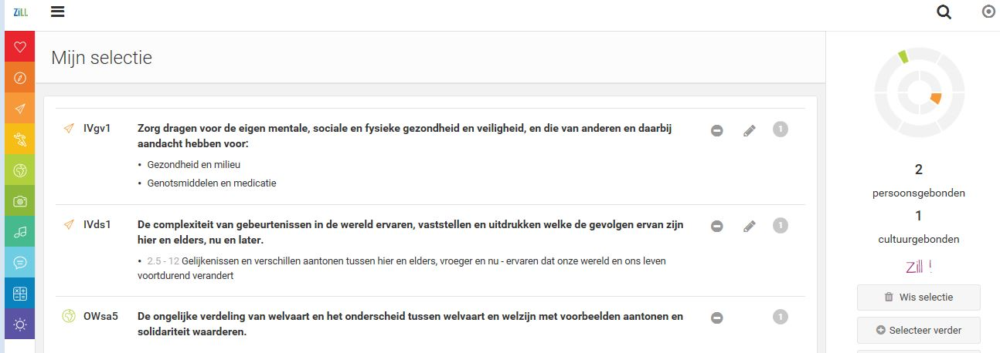 ZiLL
Mijn selectie
IVgv1
Zorg dragen voor de eigen mentale, sociale en fysieke gezondheid en veiligheid, en die van anderen en daarbij
aandacht hebben voor:
1
• Gezondheid en milieu
• Genotsmiddelen en medicatie
IVds1
De complexiteit van gebeurtenissen in de wereld ervaren, vaststellen en uitdrukken welke de gevolgen ervan zijn
hier en elders, nu en later.
1
• 2.5 - 12 Gelijkenissen en verschillen aantonen tussen hier en elders, vroeger en nu - ervaren dat onze wereld en ons leven
voortdurend verandert
OWsa5
De ongelijke verdeling van welvaart en het onderscheid tussen welvaart en welzijn met voorbeelden aantonen en
solidariteit waarderen.
1
2
persoonsgebonden
1
cultuurgebonden
Zill !
Wis selectie
Selecteer verder